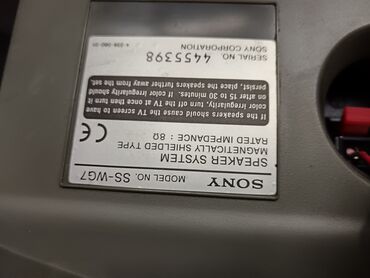 SONY MODEL NO. SS-WG7
SPEAKER SYSTEM
MAGNETICALLY SHIELDED TYPE
RATED IMPEDANCE : 8Ω
CE
If the speakers should cause the TV screen to have
color irregularity, turn off the TV at once then turn it
on after 15 to 30 minutes. If color irregularity should
persist, place the speakers further away from the set.
SERIAL NO. 4455398
SONY CORPORATION